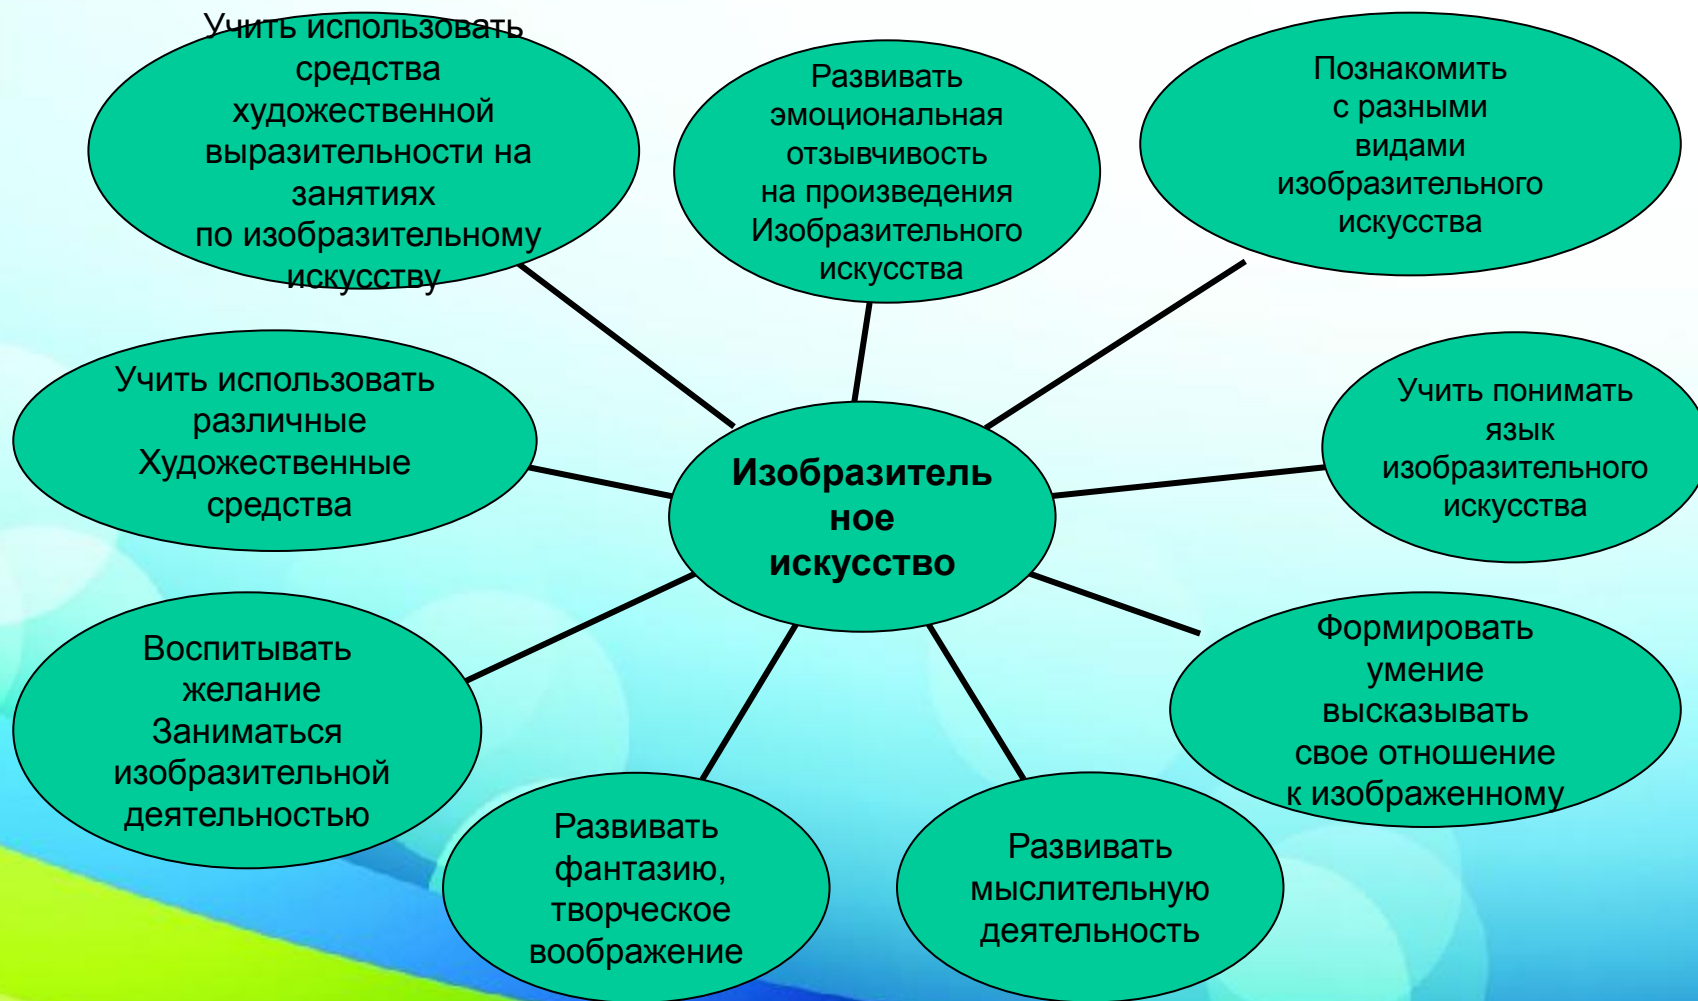 Учить использовать
средства
художественной
выразительности на
занятиях
по изобразительному
искусству
Развивать
эмоциональная
отзывчивость
на произведения
Изобразительного
искусства
Познакомить
с разными
видами
изобразительного
искусства
Учить использовать
различные
Художественные
средства
Изобразитель
ное
искусство
Учить понимать
язык
изобразительного
искусства
Воспитывать
желание
Заниматься
изобразительной
деятельностью
Развивать
фантазию,
творческое
воображение
Развивать
мыслительную
деятельность
Формировать
умение
высказывать
свое отношение
к изображенному